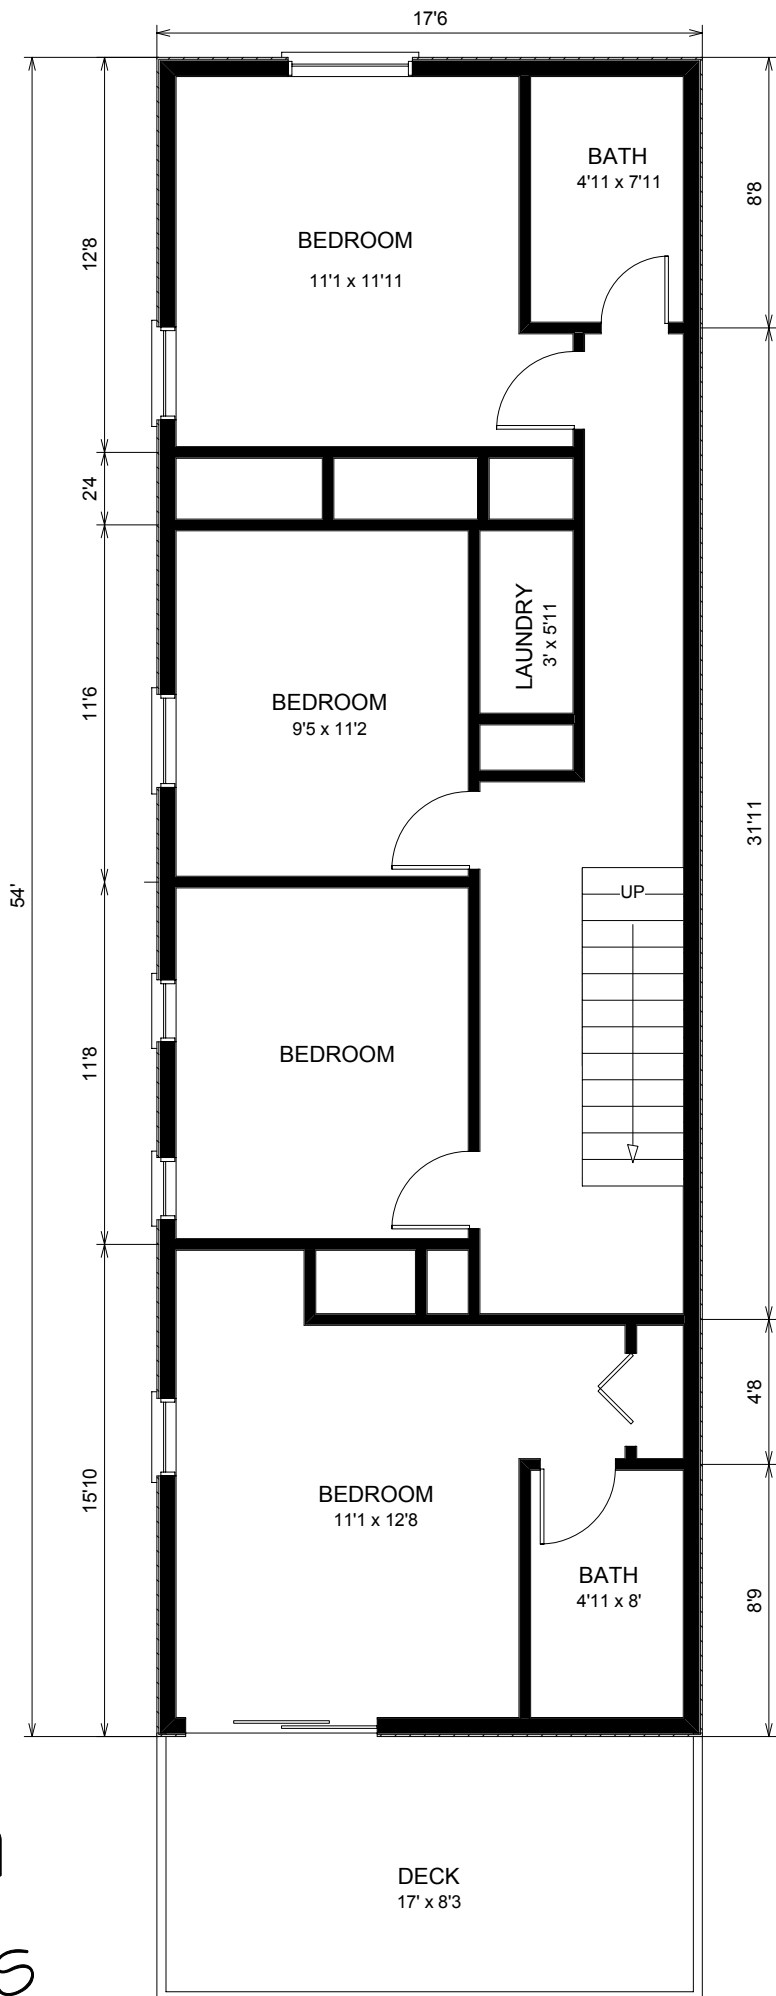 17'6
BATH
4'11 x 7'11
8'8
12'8
BEDROOM
11'1 x 11'11
2'4
LAUNDRY
3' x 5'11
11'6
BEDROOM
9'5 x 11'2
31'11
54'
UP
11'8
BEDROOM
4'8
15'10
BEDROOM
11'1 x 12'8
BATH
4'11 x 8'
8'9
DECK
17' x 8'3